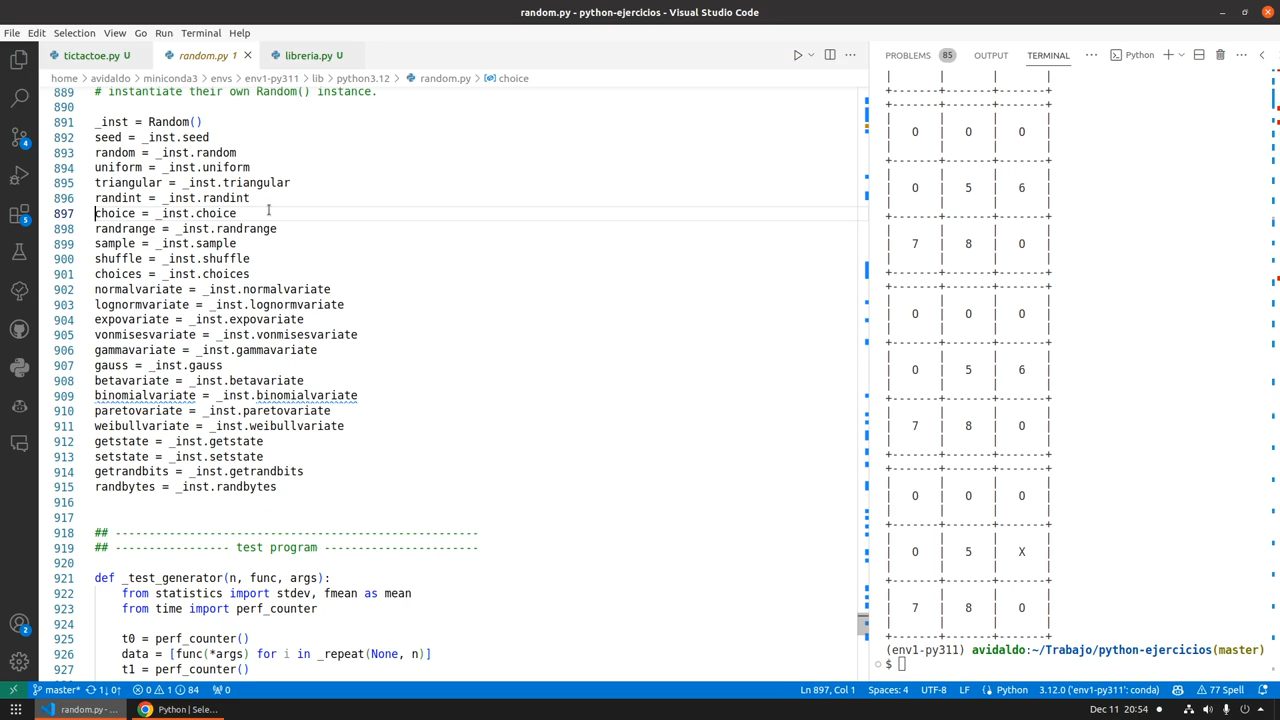 random.py - python-ejercicios - Visual Studio Code
File Edit Selection View Go Run Terminal Help
tictactoe.py U random.py 1 libreria.py U
PROBLEMS 85 OUTPUT TERMINAL ··· Python
home > avidaldo > miniconda3 > envs > env1-py311 > lib > python3.12 > random.py > choice
889 # instantiate their own Random() instance.
890
891 _inst = Random()
892 seed = _inst.seed
893 random = _inst.random
894 uniform = _inst.uniform
895 triangular = _inst.triangular
896 randint = _inst.randint
897 choice = _inst.choice
898 randrange = _inst.randrange
899 sample = _inst.sample
900 shuffle = _inst.shuffle
901 choices = _inst.choices
902 normalvariate = _inst.normalvariate
903 lognormvariate = _inst.lognormvariate
904 expovariate = _inst.expovariate
905 vonmisesvariate = _inst.vonmisesvariate
906 gammavariate = _inst.gammavariate
907 gauss = _inst.gauss
908 betavariate = _inst.betavariate
909 binomialvariate = _inst.binomialvariate
910 paretovariate = _inst.paretovariate
911 weibullvariate = _inst.weibullvariate
912 getstate = _inst.getstate
913 setstate = _inst.setstate
914 getrandbits = _inst.getrandbits
915 randbytes = _inst.randbytes
916
917
918 ## ----------------------------------------------------
919 ## ----------------- test program -----------------------
920
921 def _test_generator(n, func, args):
922 from statistics import stdev, fmean as mean
923 from time import perf_counter
924
925 t0 = perf_counter()
926 data = [func(*args) for i in _repeat(None, n)]
927 t1 = perf_counter()
| | | |
+-------+-------+-------+
+-------+-------+-------+
| | | |
| 0 | 0 | 0 |
| | | |
+-------+-------+-------+
| | | |
| 0 | 5 | 6 |
| | | |
+-------+-------+-------+
| | | |
| 7 | 8 | 0 |
| | | |
+-------+-------+-------+
+-------+-------+-------+
| | | |
| 0 | 0 | 0 |
| | | |
+-------+-------+-------+
| | | |
| 0 | 5 | 6 |
| | | |
+-------+-------+-------+
| | | |
| 7 | 8 | 0 |
| | | |
+-------+-------+-------+
+-------+-------+-------+
| | | |
| 0 | 0 | 0 |
| | | |
+-------+-------+-------+
| | | |
| 0 | 5 | X |
| | | |
+-------+-------+-------+
| | | |
| 7 | 8 | 0 |
| | | |
+-------+-------+-------+
(env1-py311) avidaldo:~/Trabajo/python-ejercicios(master)
$
4
5
2
master* 1↓ 0↑ 0 1 84 0 Ln 897, Col 1 Spaces: 4 UTF-8 LF Python 3.12.0 ('env1-py311': conda) 77 Spell
random.py - ... Python | Sele... Dec 11 20:54